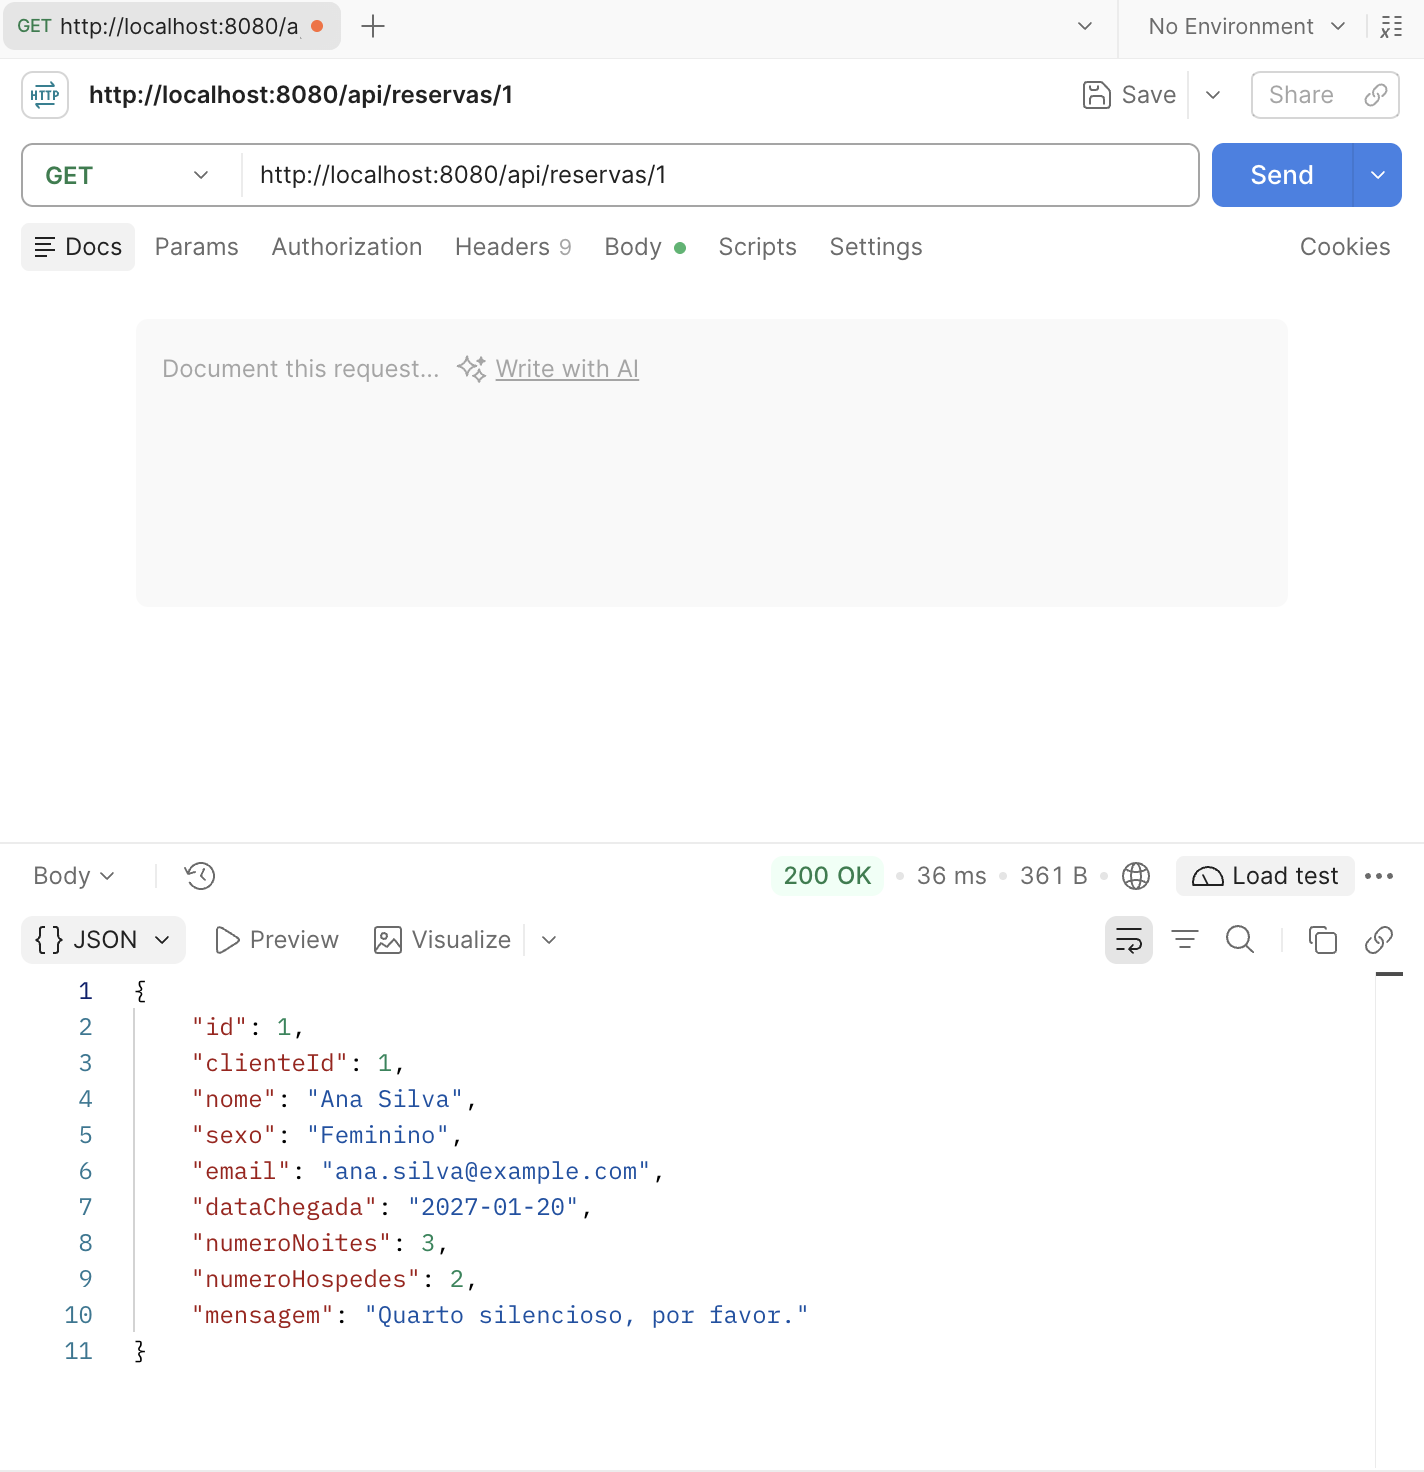 GET http://localhost:8080/a
No Environment
HTTP http://localhost:8080/api/reservas/1
Save
Share
GET http://localhost:8080/api/reservas/1
Send
Docs Params Authorization Headers 9 Body Scripts Settings Cookies
Document this request... Write with AI
Body 200 OK 36 ms 361 B Load test
{} JSON Preview Visualize
1 {
2 "id": 1,
3 "clienteId": 1,
4 "nome": "Ana Silva",
5 "sexo": "Feminino",
6 "email": "ana.silva@example.com",
7 "dataChegada": "2027-01-20",
8 "numeroNoites": 3,
9 "numeroHospedes": 2,
10 "mensagem": "Quarto silencioso, por favor."
11 }